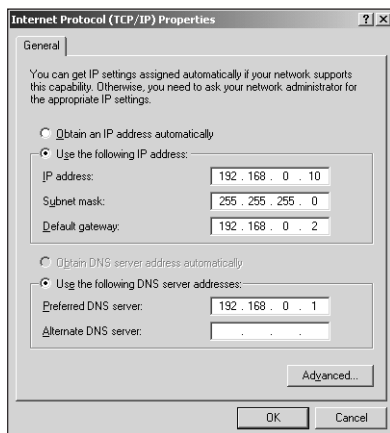 Internet Protocol (TCP/IP) Properties
General
You can get IP settings assigned automatically if your network supports
this capability. Otherwise, you need to ask your network administrator for
the appropriate IP settings.
Obtain an IP address automatically
Use the following IP address:
IP address: 192 . 168 . 0 . 10
Subnet mask: 255 . 255 . 255 . 0
Default gateway: 192 . 168 . 0 . 2
Obtain DNS server address automatically
Use the following DNS server addresses:
Preferred DNS server: 192 . 168 . 0 . 1
Alternate DNS server: . . .
Advanced...
OK Cancel